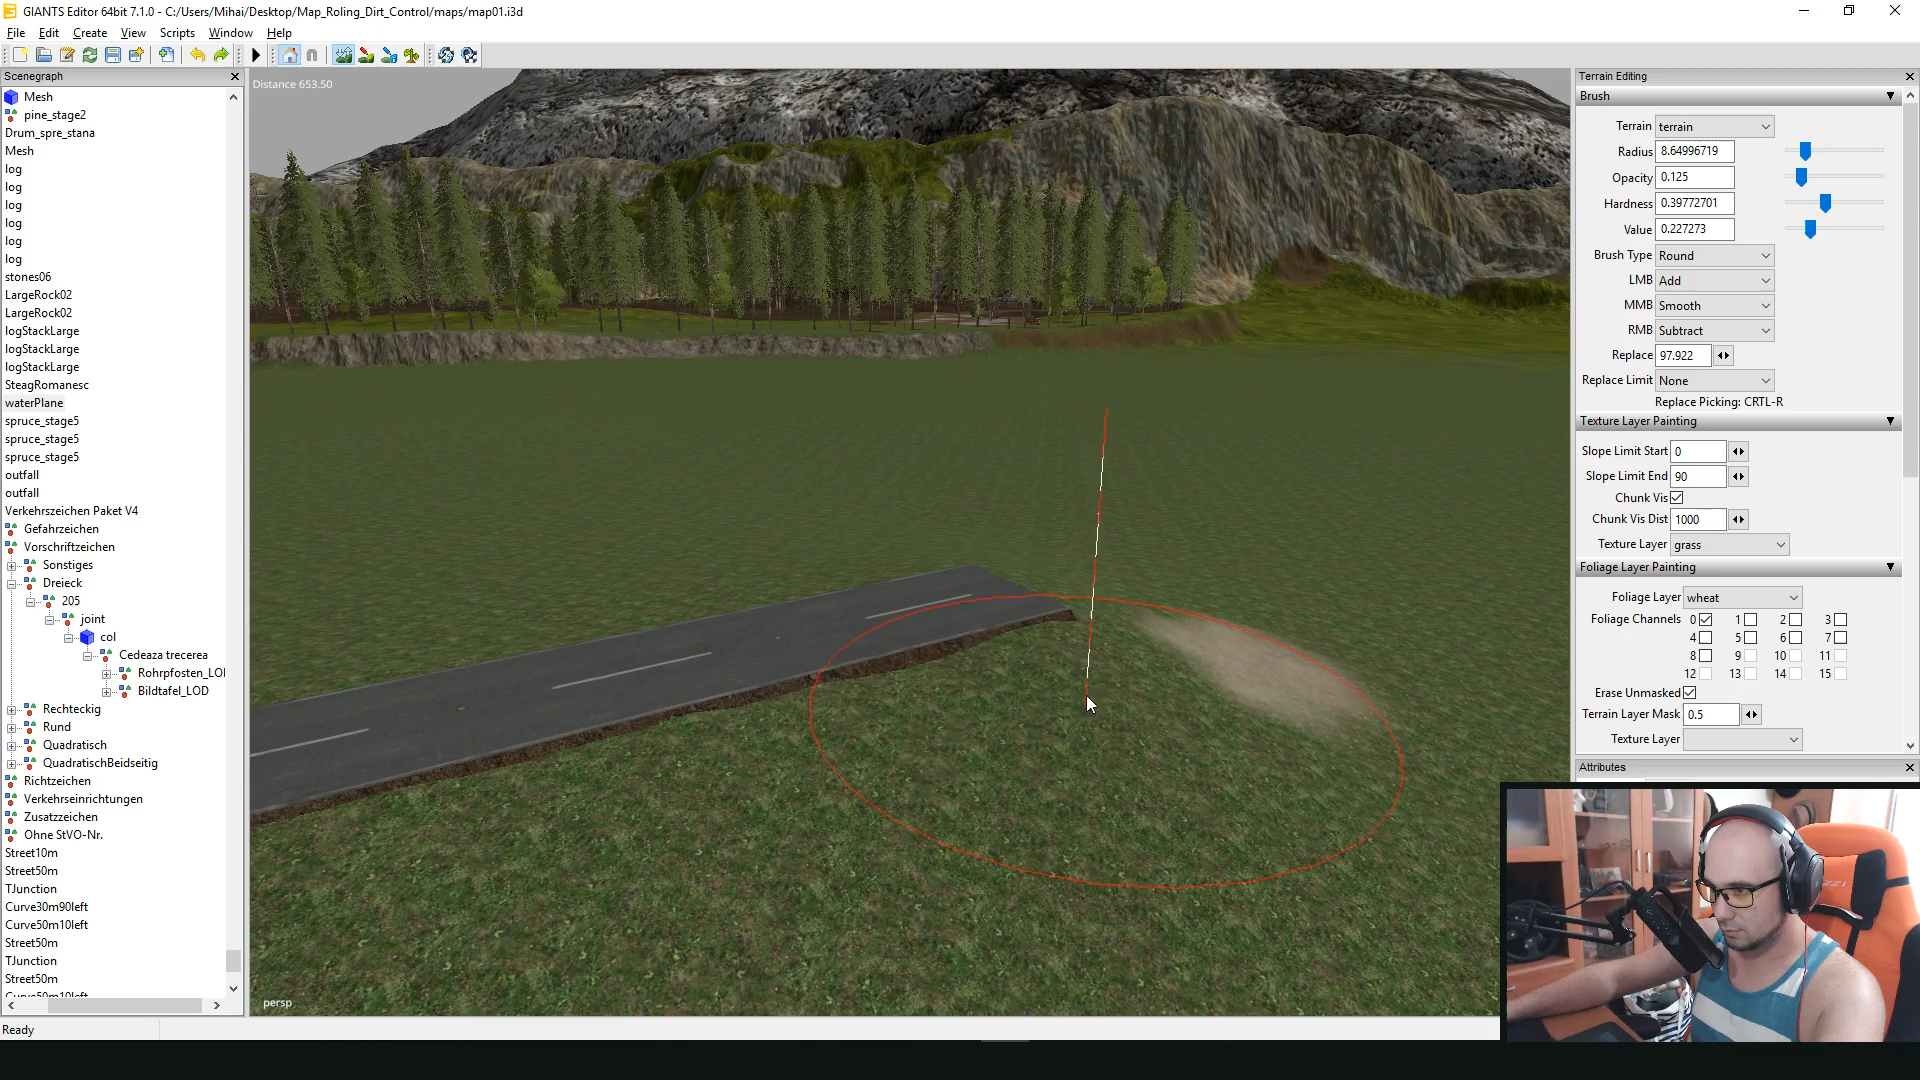 GIANTS Editor 64bit 7.1.0 - C:/Users/Mihai/Desktop/Map_Roling_Dirt_Control/maps/map01.i3d
File Edit Create View Scripts Window Help
Scenegraph
Mesh
pine_stage2
Drum_spre_stana
Mesh
log
log
log
log
log
log
stones06
LargeRock02
LargeRock02
logStackLarge
logStackLarge
logStackLarge
SteagRomanesc
waterPlane
spruce_stage5
spruce_stage5
spruce_stage5
outfall
outfall
Verkehrszeichen Paket V4
Gefahrzeichen
Vorschriftzeichen
Sonstiges
Dreieck
205
joint
col
Cedeaza trecerea
Rohrpfosten_LO
Bildtafel_LOD
Rechteckig
Rund
Quadratisch
QuadratischBeidseitig
Richtzeichen
Verkehrseinrichtungen
Zusatzzeichen
Ohne StVO-Nr.
Street10m
Street50m
TJunction
Curve30m90left
Curve50m10left
Street50m
TJunction
Street50m
Curve50m10left
Ready
Distance 653.50
persp
Terrain Editing
Brush
Terrain terrain
Radius 8.64996719
Opacity 0.125
Hardness 0.39772701
Value 0.227273
Brush Type Round
LMB Add
MMB Smooth
RMB Subtract
Replace 97.922
Replace Limit None
Replace Picking: CRTL-R
Texture Layer Painting
Slope Limit Start 0
Slope Limit End 90
Chunk Vis
Chunk Vis Dist 1000
Texture Layer grass
Foliage Layer Painting
Foliage Layer wheat
Foliage Channels 0 1 2 3
4 5 6 7
8 9 10 11
12 13 14 15
Erase Unmasked
Terrain Layer Mask 0.5
Texture Layer
Attributes